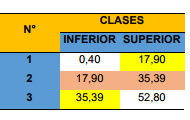 N° CLASES
INFERIOR SUPERIOR
1 0,40 17,90
2 17,90 35,39
3 35,39 52,80